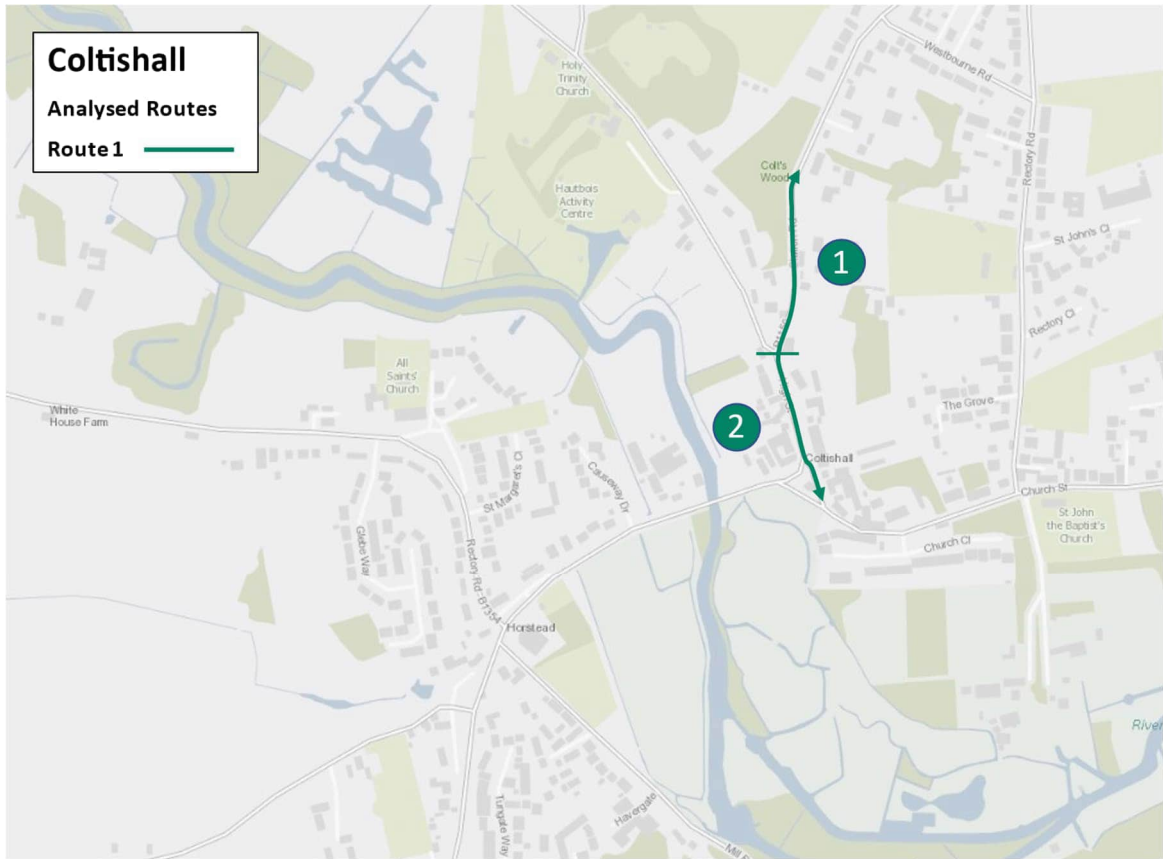 Coltishall
Analysed Routes
Route 1
Holy
Trinity
Church
Westbourne Rd
Colt's
Wood
Rectory Rd
Hautbois
Activity
Centre
St John's Cl
1
Rectory Cl
All
Saints'
Church
White
House Farm
The Grove
2
Coltishall
St Margaret's Cl
Causeway Dr
Church St
St John
the Baptist's
Church
Glebe Way
Rectory Rd - B1354
Church Cl
Horstead
River
Tungate Way
Havergate